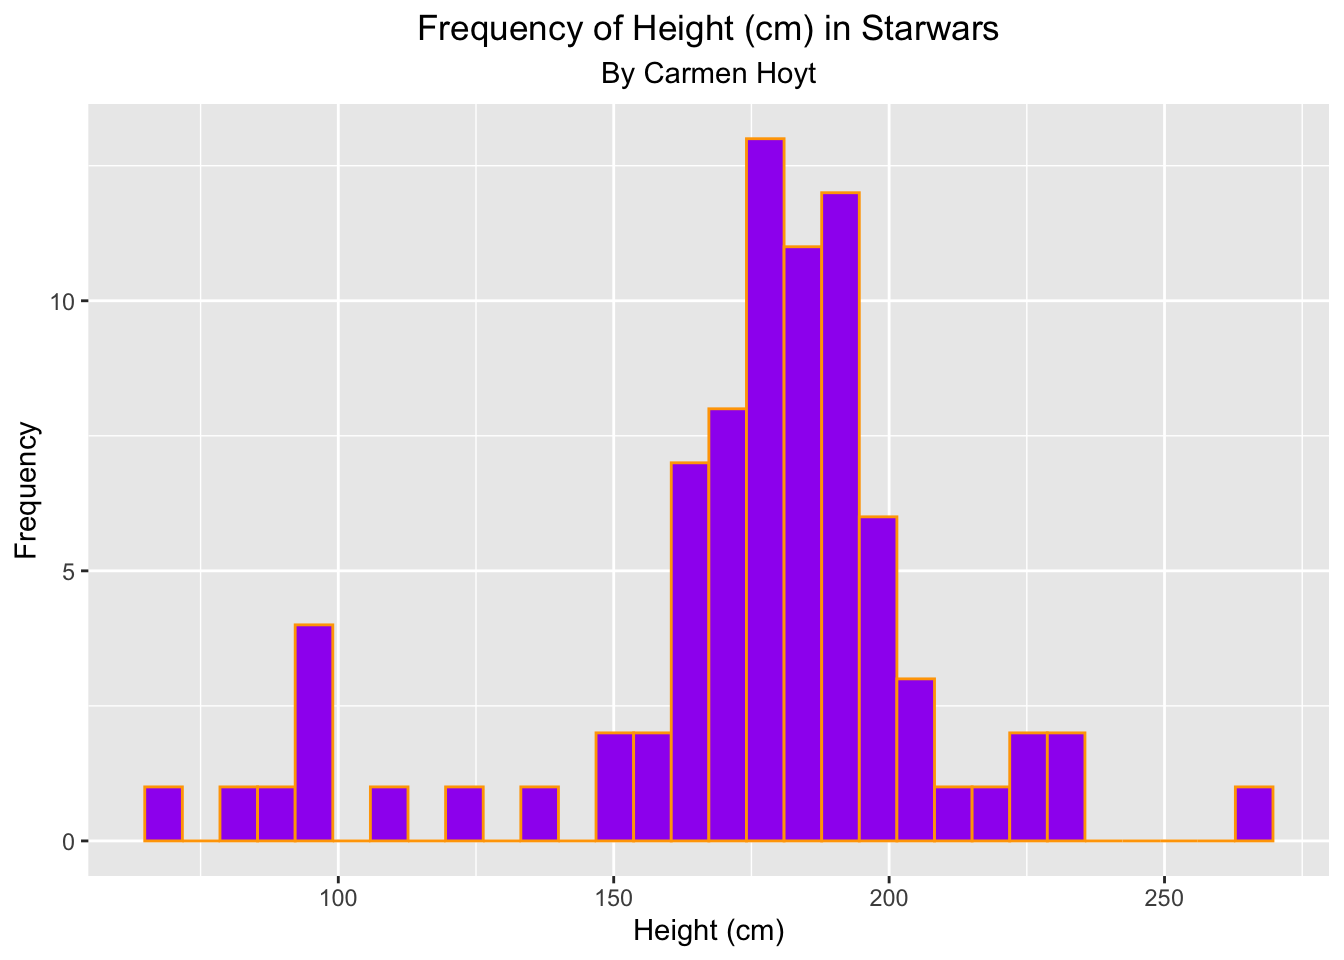 Frequency of Height (cm) in Starwars
By Carmen Hoyt
Frequency
10
5
0
100 150 200 250
Height (cm)